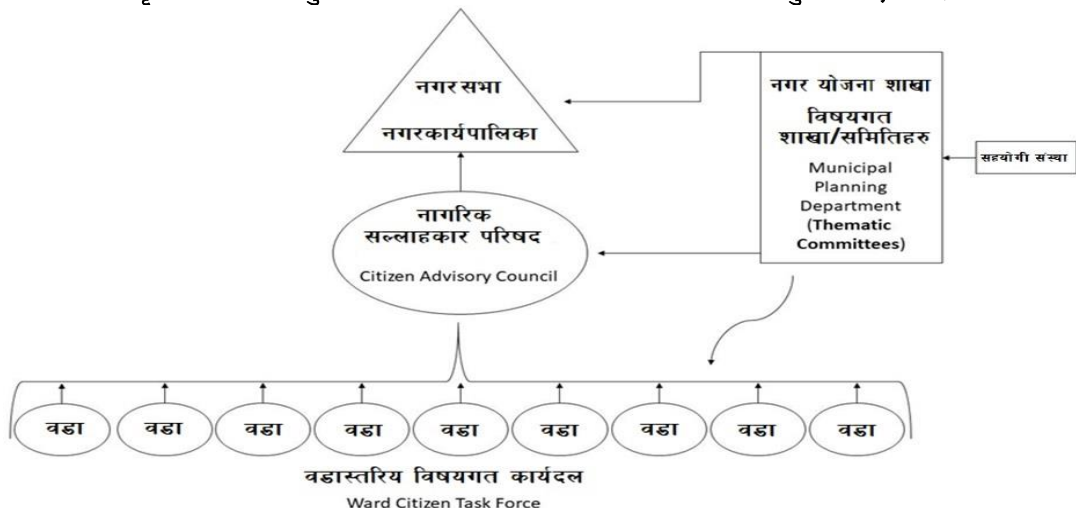 नगर सभा
नगरकार्यपालिका
नगर योजना शाखा
विषयगत
शाखा/समितिहरु
Municipal
Planning
Department
(Thematic
Committees)
सहयोगी संस्था
नागरिक
सल्लाहकार परिषद
Citizen Advisory Council
वडा वडा वडा वडा वडा वडा वडा वडा वडा
वडास्तरिय विषयगत कार्यदल
Ward Citizen Task Force